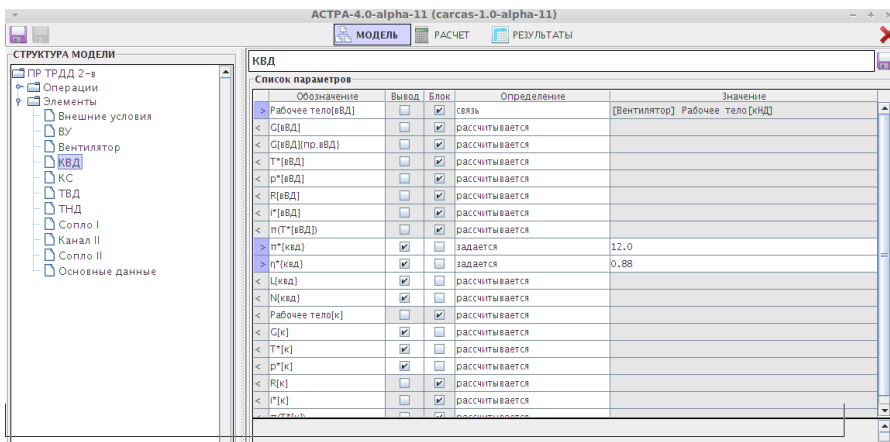 АСТРА-4.0-alpha-11 (carcas-1.0-alpha-11)
МОДЕЛЬ РАСЧЕТ РЕЗУЛЬТАТЫ
СТРУКТУРА МОДЕЛИ
ПР ТРДД 2-в
Операции
Элементы
Внешние условия
ВУ
Вентилятор
КВД
КС
ТВД
ТНД
Сопло I
Канал II
Сопло II
Основные данные
КВД
Список параметров
Обозначение Вывод Блок Определение Значение
> Рабочее тело[вВД] связь [Вентилятор] Рабочее тело[кНД]
< G[вВД] рассчитывается
< G[вВД]{пр.вВД} рассчитывается
< T*[вВД] рассчитывается
< p*[вВД] рассчитывается
< R[вВД] рассчитывается
< i*[вВД] рассчитывается
< π(T*[вВД]) рассчитывается
> π*{квд} задается 12.0
> η*{квд} задается 0.88
< L{квд} рассчитывается
< N{квд} рассчитывается
< Рабочее тело[к] рассчитывается
< G[к] рассчитывается
< T*[к] рассчитывается
< p*[к] рассчитывается
< R[к] рассчитывается
< i*[к] рассчитывается
< π(T*[к]) рассчитывается